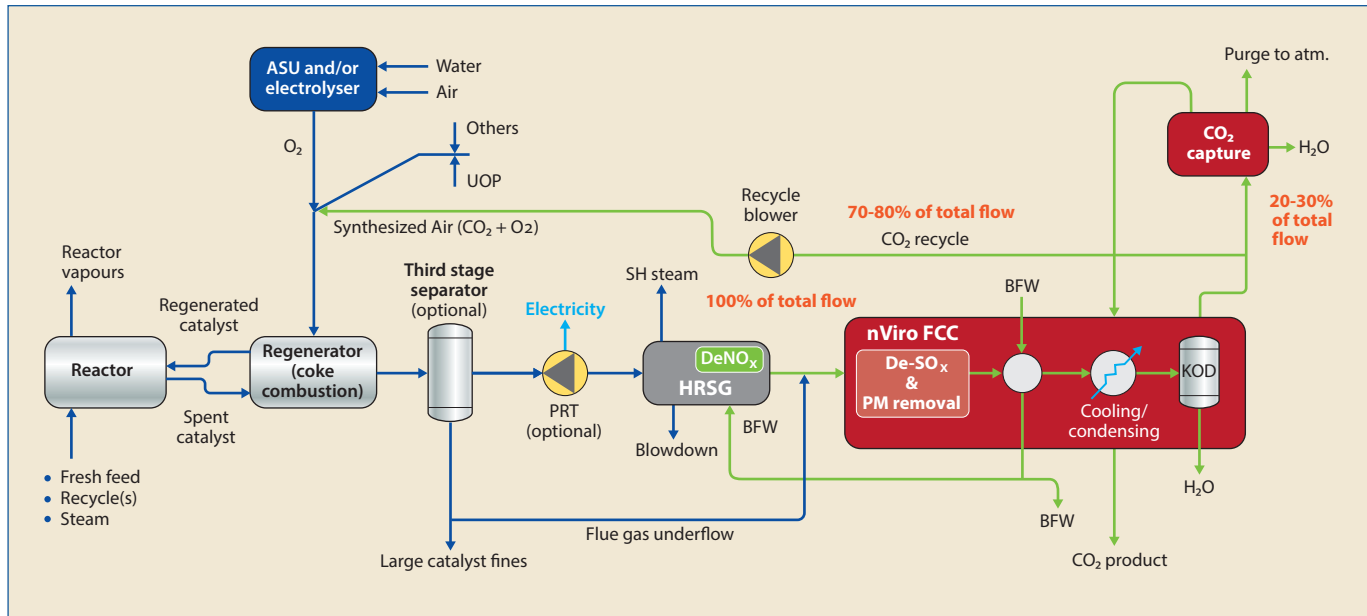 ASU and/or
electrolyser
Water
Air
O₂
Others
UOP
Purge to atm.
CO₂
capture
H₂O
Recycle
blower
70-80% of total flow
CO₂ recycle
20-30%
of total
flow
Synthesized Air (CO₂ + O2)
Reactor
vapours
Regenerated
catalyst
Reactor
Spent
catalyst
Regenerator
(coke
combustion)
Third stage
separator
(optional)
Electricity
PRT
(optional)
SH steam
100% of total flow
DeNOₓ
HRSG
Blowdown
BFW
BFW
nViro FCC
De-SOₓ
&
PM removal
Cooling/
condensing
KOD
H₂O
BFW
CO₂ product
• Fresh feed
• Recycle(s)
• Steam
Flue gas underflow
Large catalyst fines